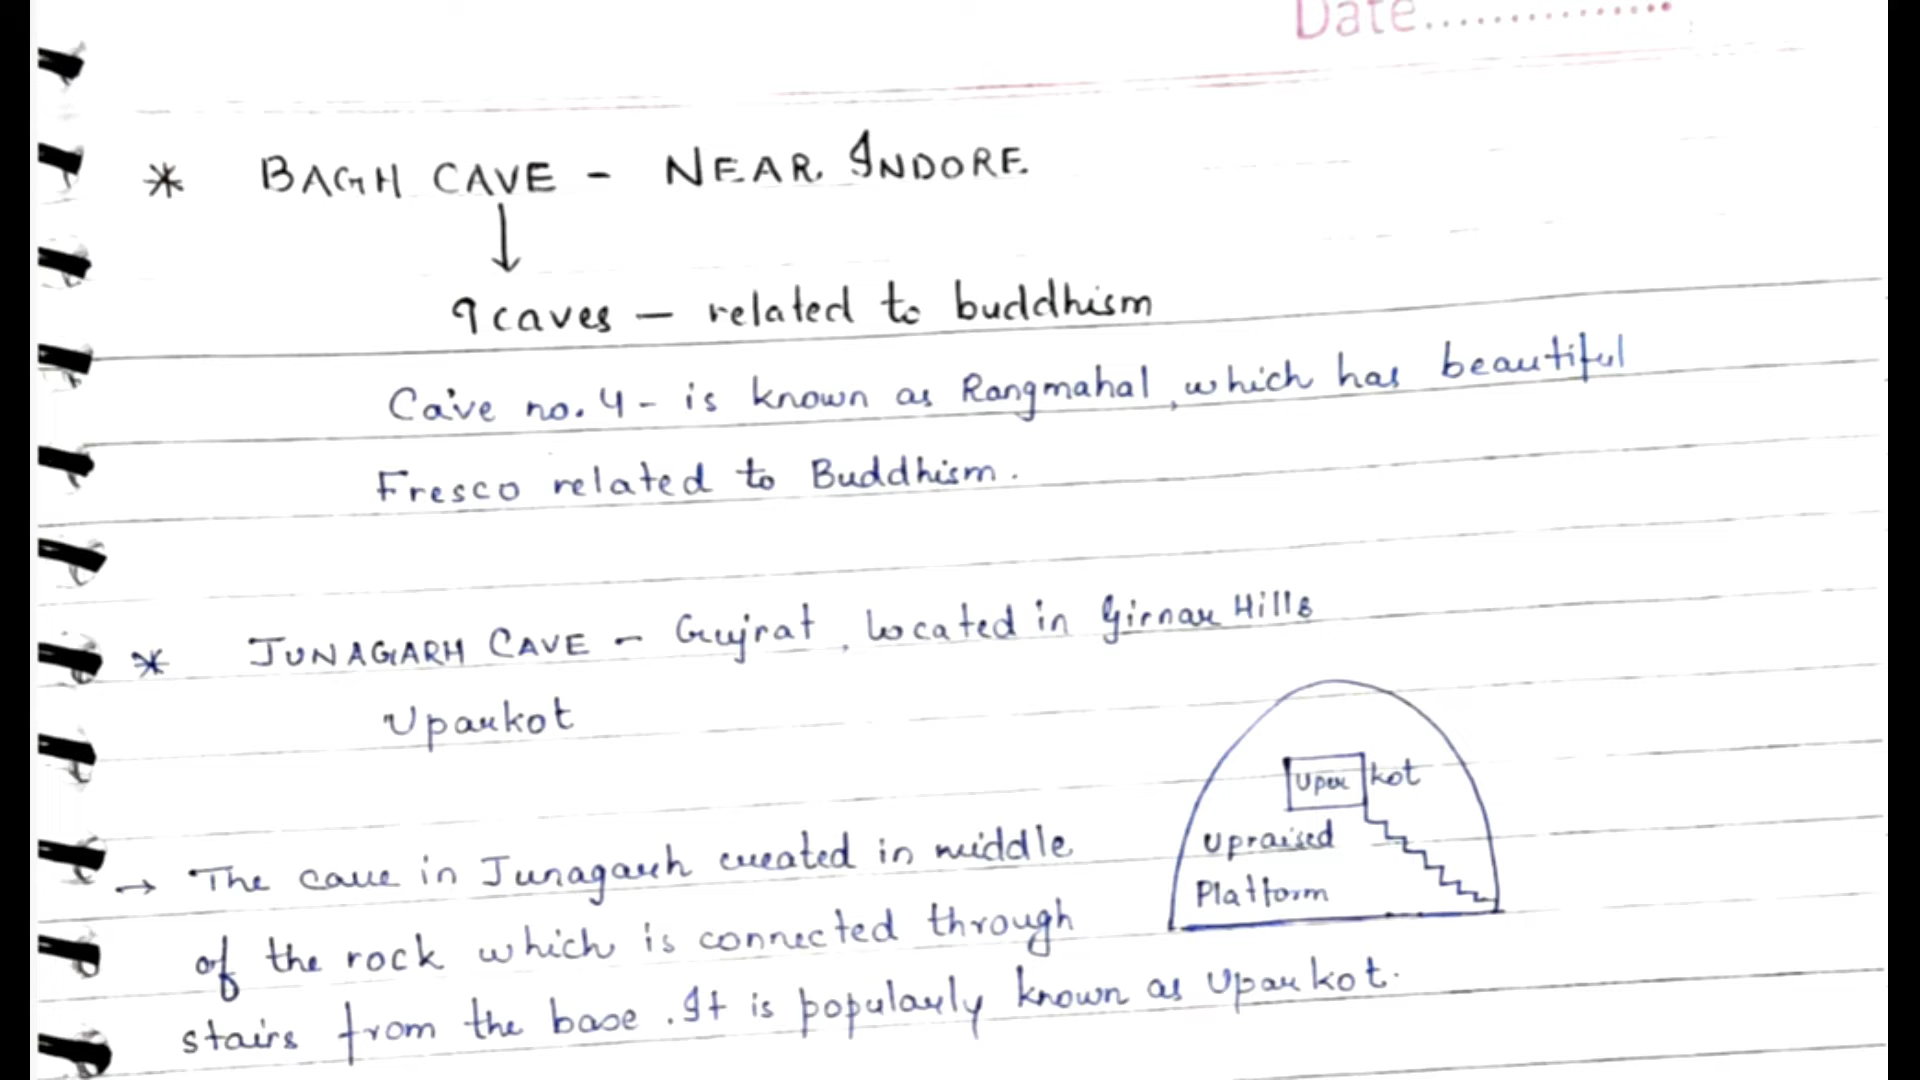 Date...............
* BAGH CAVE - NEAR INDORE.
↓
9 caves — related to buddhism
Cave no. 4 - is known as Rangmahal, which has beautiful
Fresco related to Buddhism.
* JUNAGARH CAVE - Gujrat, Located in Girnar Hills
Uparkot
Upar kot
Upraised
Platform
→ The cave in Junagarh created in middle
of the rock which is connected through
stairs from the base. It is popularly known as Uparkot.